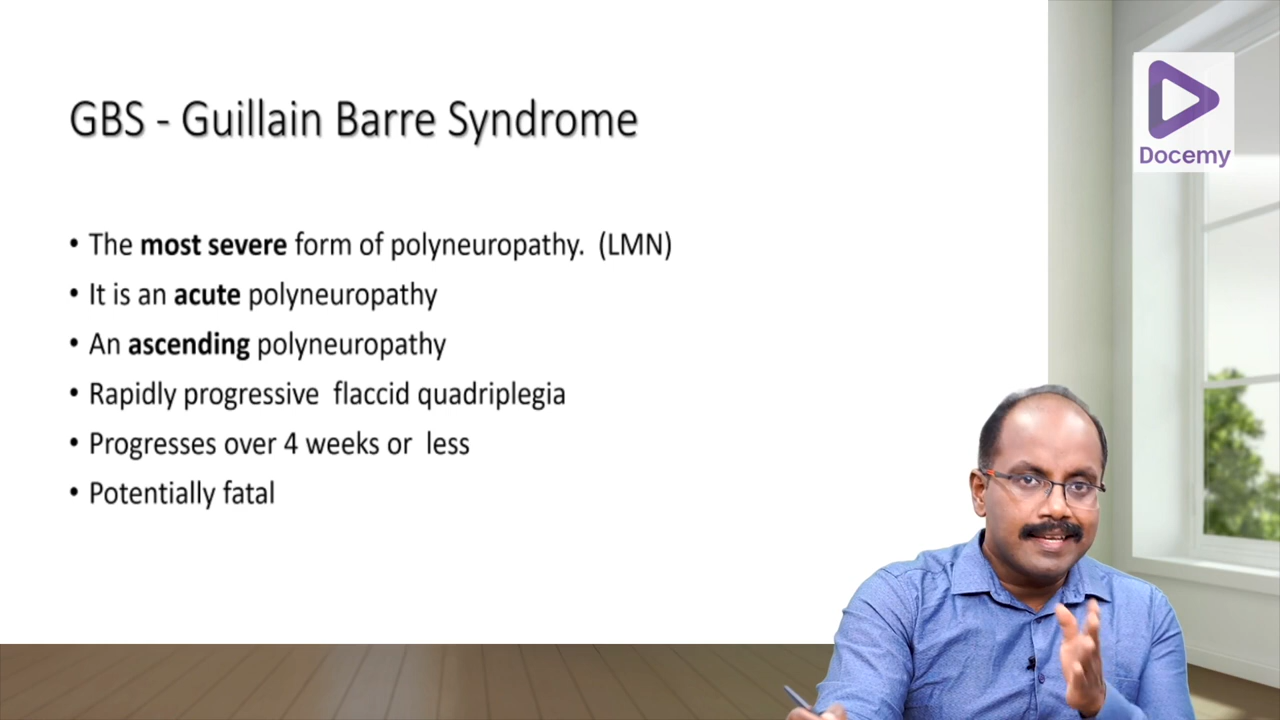 GBS - Guillain Barre Syndrome
• The most severe form of polyneuropathy. (LMN)
• It is an acute polyneuropathy
• An ascending polyneuropathy
• Rapidly progressive flaccid quadriplegia
• Progresses over 4 weeks or less
• Potentially fatal
Docemy